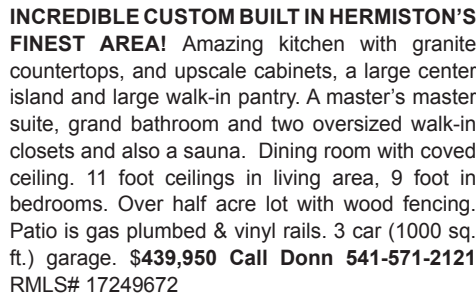 INCREDIBLE CUSTOM BUILT IN HERMISTON'S
FINEST AREA! Amazing kitchen with granite
countertops, and upscale cabinets, a large center
island and large walk-in pantry. A master's master
suite, grand bathroom and two oversized walk-in
closets and also a sauna. Dining room with coved
ceiling. 11 foot ceilings in living area, 9 foot in
bedrooms. Over half acre lot with wood fencing.
Patio is gas plumbed & vinyl rails. 3 car (1000 sq.
ft.) garage. $439,950 Call Donn 541-571-2121
RMLS# 17249672